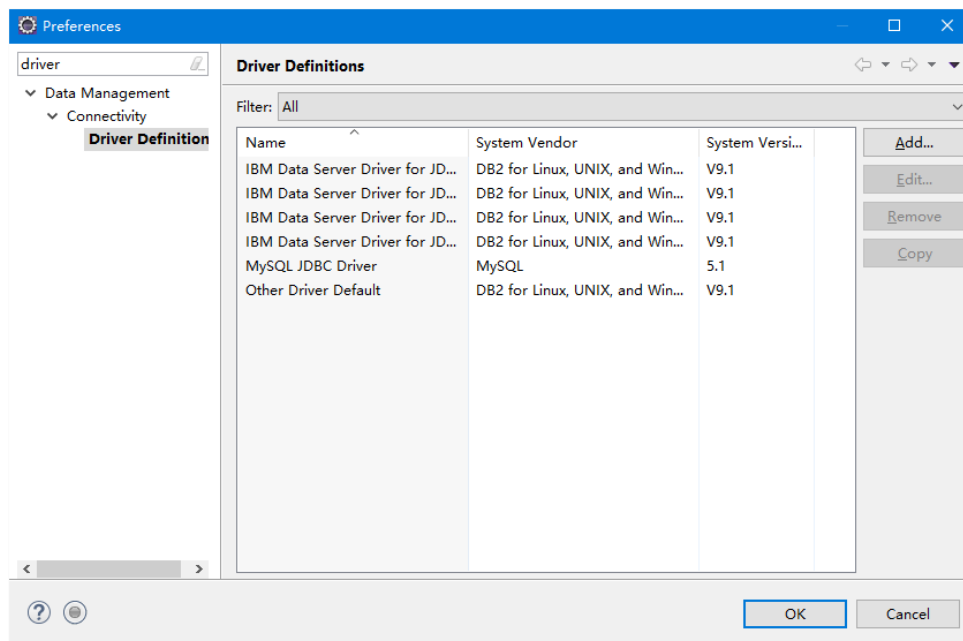 Preferences
driver
Data Management
Connectivity
Driver Definition
Driver Definitions
Filter: All
Name System Vendor System Versi...
IBM Data Server Driver for JD... DB2 for Linux, UNIX, and Win... V9.1
IBM Data Server Driver for JD... DB2 for Linux, UNIX, and Win... V9.1
IBM Data Server Driver for JD... DB2 for Linux, UNIX, and Win... V9.1
IBM Data Server Driver for JD... DB2 for Linux, UNIX, and Win... V9.1
MySQL JDBC Driver MySQL 5.1
Other Driver Default DB2 for Linux, UNIX, and Win... V9.1
Add...
Edit...
Remove
Copy
OK Cancel